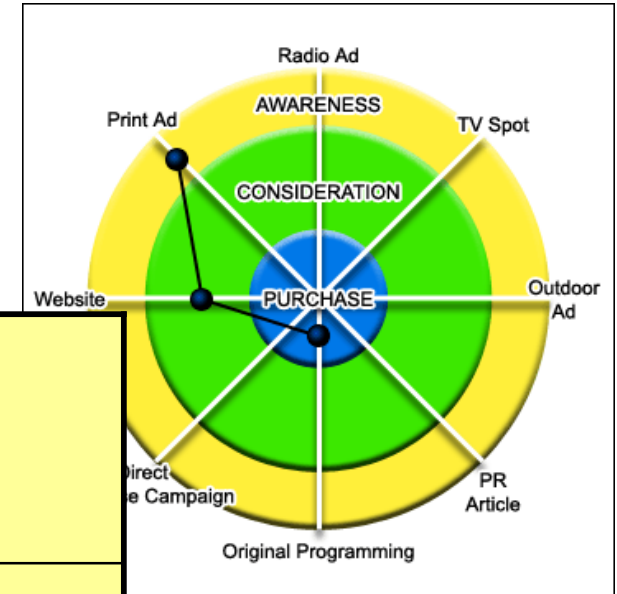 Radio Ad
AWARENESS
Print Ad
TV Spot
CONSIDERATION
Website
PURCHASE
Outdoor
Ad
Direct
Campaign
PR
Article
Original Programming